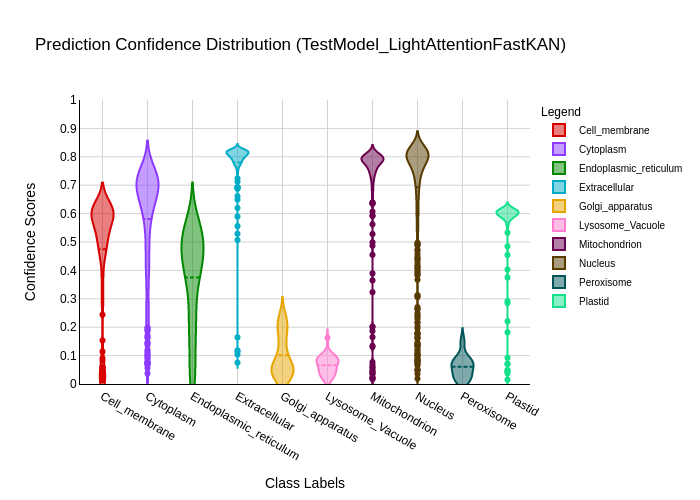 Prediction Confidence Distribution (TestModel_LightAttentionFastKAN)
Legend
Cell_membrane
Cytoplasm
Endoplasmic_reticulum
Extracellular
Golgi_apparatus
Lysosome_Vacuole
Mitochondrion
Nucleus
Peroxisome
Plastid
Confidence Scores
1
0.9
0.8
0.7
0.6
0.5
0.4
0.3
0.2
0.1
0
Cell_membrane
Cytoplasm
Endoplasmic_reticulum
Extracellular
Golgi_apparatus
Lysosome_Vacuole
Mitochondrion
Nucleus
Peroxisome
Plastid
Class Labels